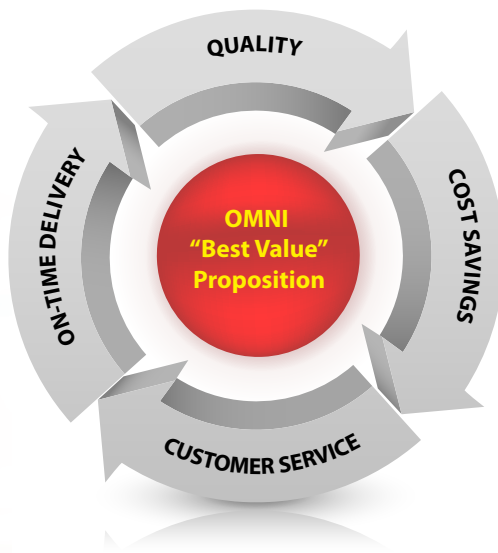 QUALITY
COST SAVINGS
CUSTOMER SERVICE
ON-TIME DELIVERY
OMNI
“Best Value”
Proposition